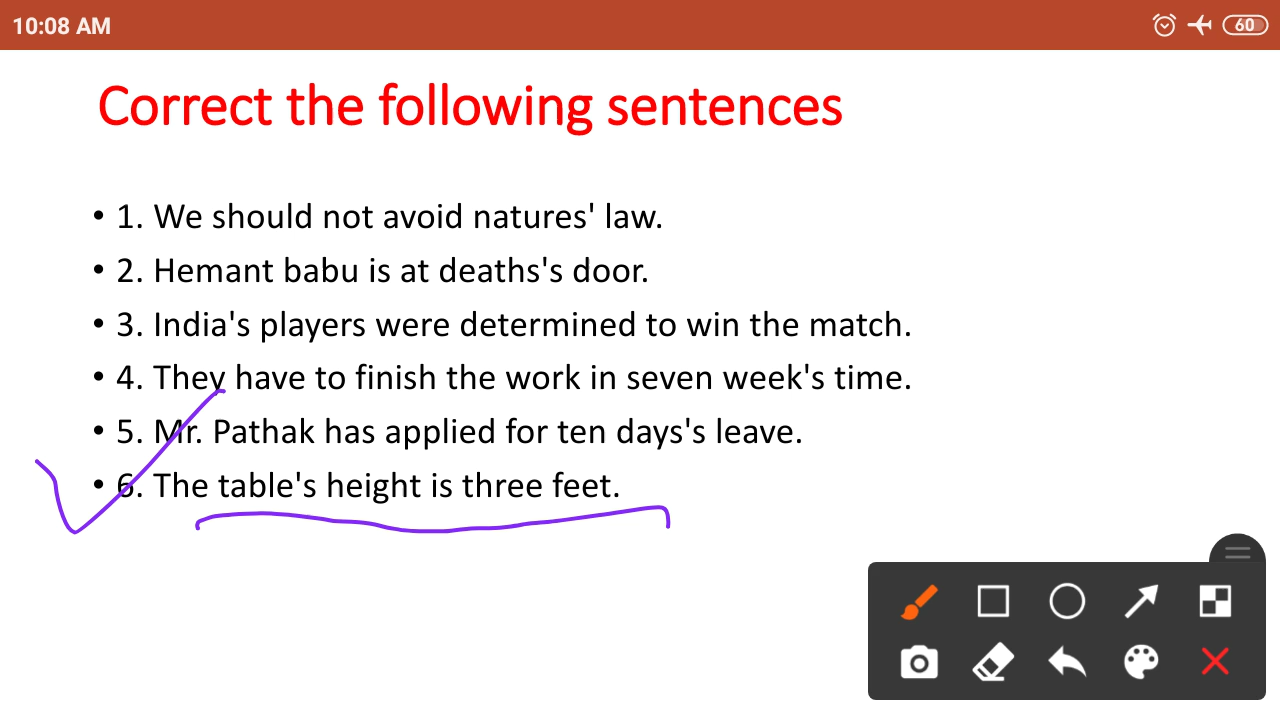 10:08 AM
60
Correct the following sentences
• 1. We should not avoid natures' law.
• 2. Hemant babu is at deaths's door.
• 3. India's players were determined to win the match.
• 4. They have to finish the work in seven week's time.
• 5. Mr. Pathak has applied for ten days's leave.
• 6. The table's height is three feet.